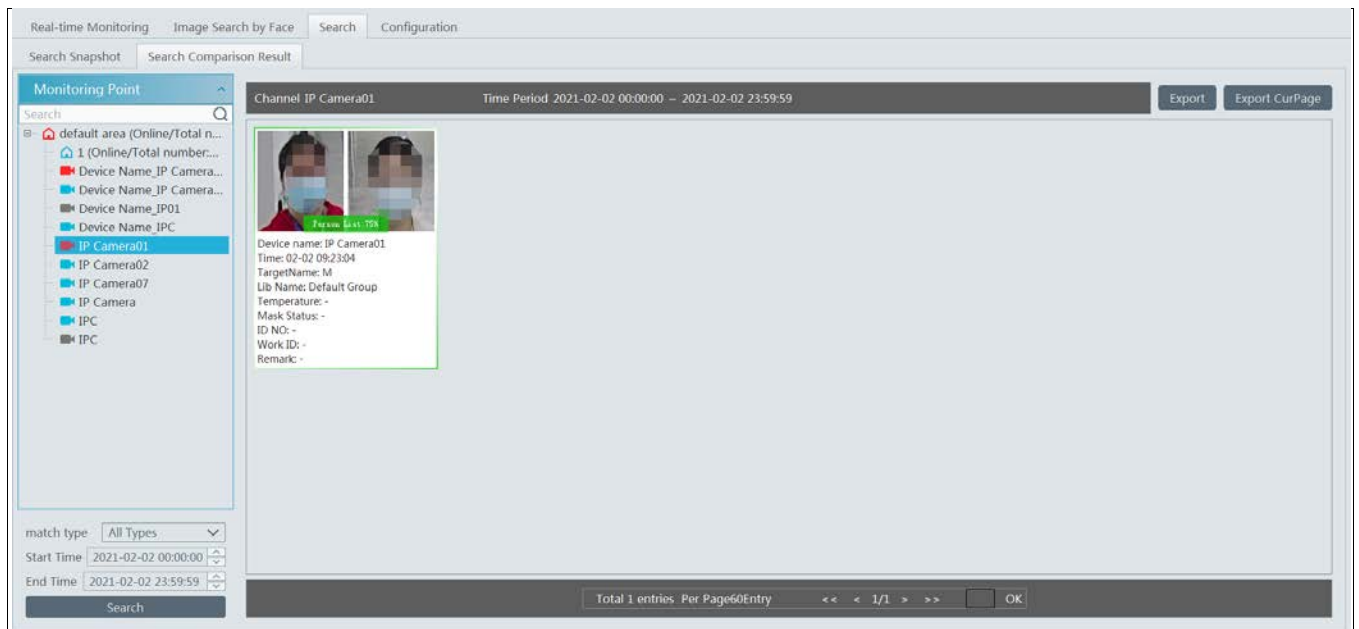 Real-time Monitoring Image Search by Face Search Configuration
Search Snapshot Search Comparison Result
Monitoring Point
Search
default area (Online/Total n...
1 (Online/Total number:...
Device Name_IP Camera...
Device Name_IP Camera...
Device Name_IP01
Device Name_IPC
IP Camera01
IP Camera02
IP Camera07
IP Camera
IPC
IPC
match type All Types
Start Time 2021-02-02 00:00:00
End Time 2021-02-02 23:59:59
Search
Channel IP Camera01 Time Period 2021-02-02 00:00:00 – 2021-02-02 23:59:59 Export Export CurPage
Person List:75%
Device name: IP Camera01
Time: 02-02 09:23:04
TargetName: M
Lib Name: Default Group
Temperature: -
Mask Status: -
ID NO: -
Work ID: -
Remark: -
Total 1 entries Per Page60Entry << < 1/1 > >> OK